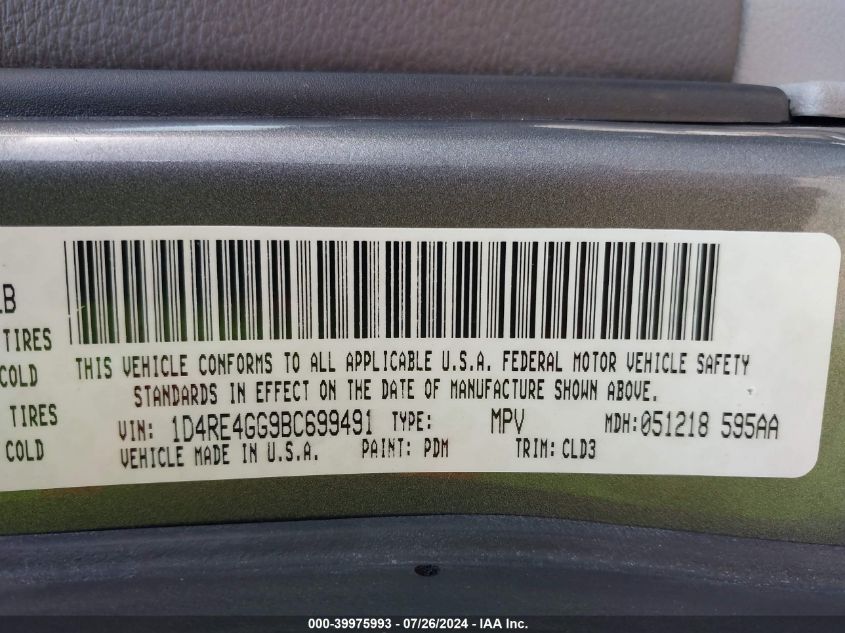 LB
TIRES
COLD
TIRES
COLD
THIS VEHICLE CONFORMS TO ALL APPLICABLE U.S.A. FEDERAL MOTOR VEHICLE SAFETY
STANDARDS IN EFFECT ON THE DATE OF MANUFACTURE SHOWN ABOVE.
VIN: 1D4RE4GG9BC699491 TYPE: MPV MDH:051218 595AA
VEHICLE MADE IN U.S.A. PAINT: PDM TRIM: CLD3
000-39975993 / 07/26/2024 - IAA Inc.